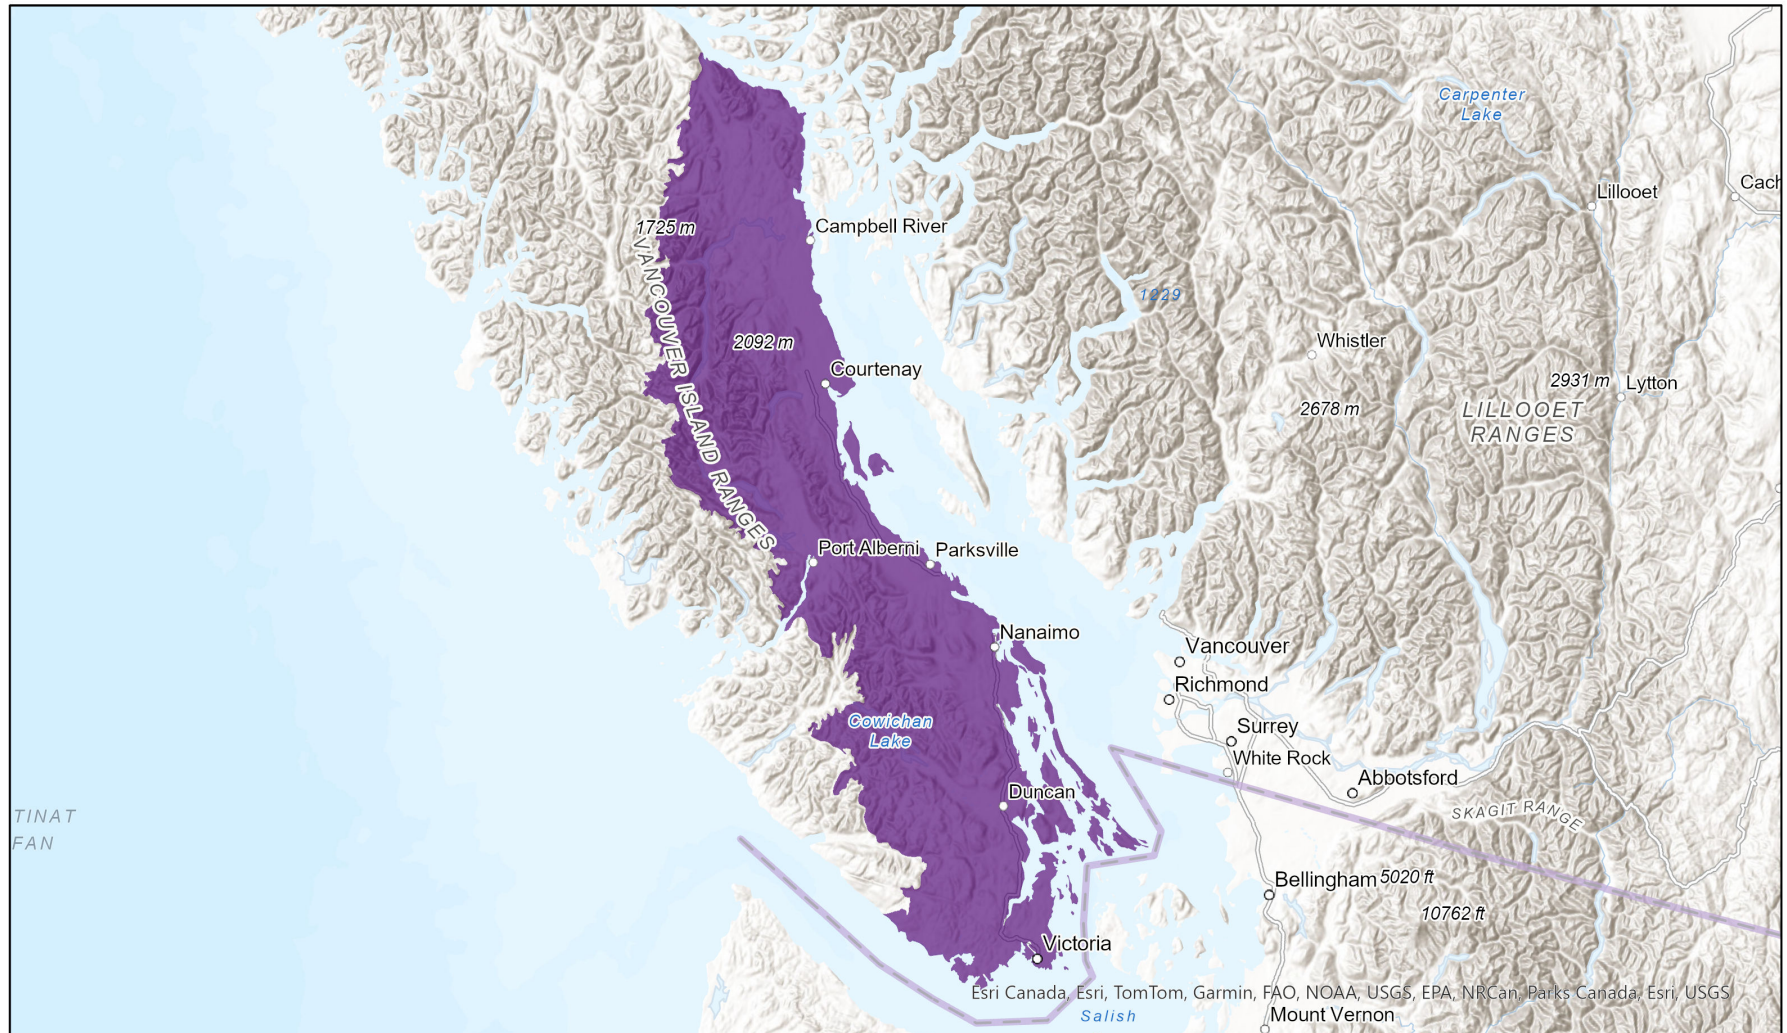 Carpenter
Lake
Lillooet
Cach
1725 m
Campbell River
VANCOUVER ISLAND RANGES
1229
2092 m
Whistler
Courtenay
2931 m
Lytton
2678 m
LILLOOET
RANGES
Port Alberni
Parksville
Nanaimo
Vancouver
Richmond
Cowichan
Lake
Surrey
White Rock
Abbotsford
Duncan
TINAT
FAN
SKAGIT RANGE
Bellingham
5020 ft
10762 ft
Victoria
Esri Canada, Esri, TomTom, Garmin, FAO, NOAA, USGS, EPA, NRCan, Parks Canada, Esri, USGS
Salish
Mount Vernon